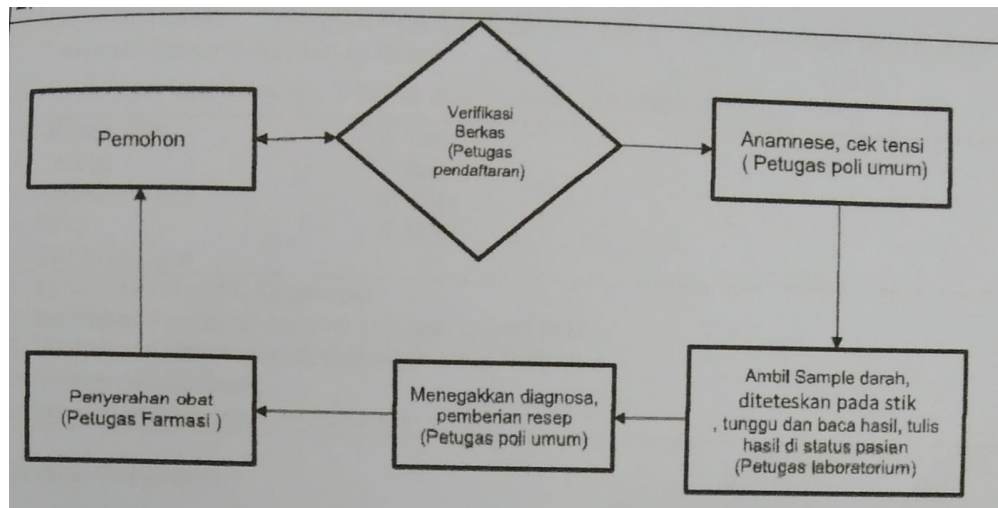 Pemohon
Verifikasi
Berkas
(Petugas
pendaftaran)
Anamnese, cek tensi
( Petugas poli umum)
Ambil Sample darah,
diteteskan pada stik
, tunggu dan baca hasil, tulis
hasil di status pasian
(Petugas laboratorium)
Menegakkan diagnosa,
pemberian resep
(Petugas poli umum)
Penyerahan obat
(Petugas Farmasi )